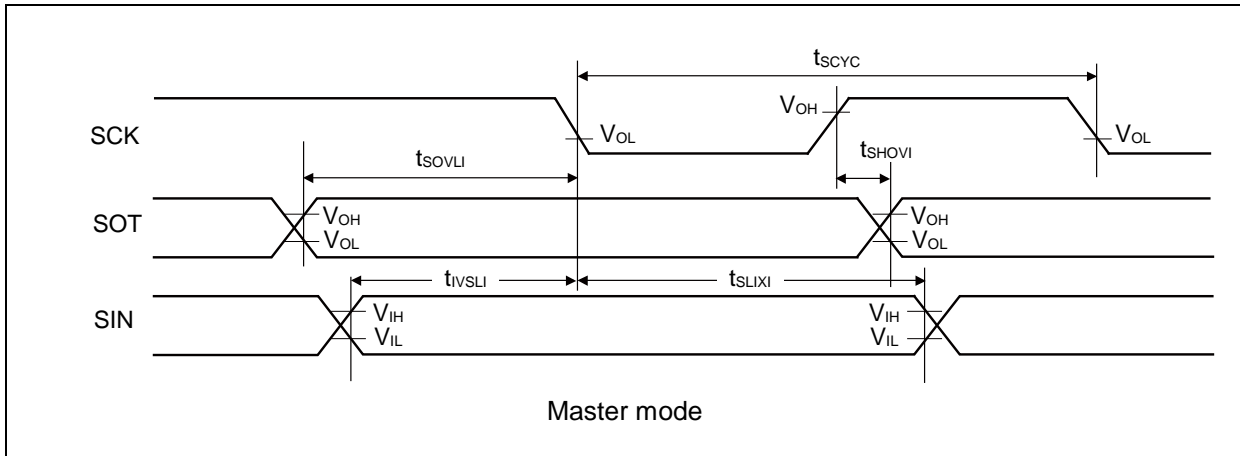 tSCYC
VOH
SCK
VOL
VOL
tSHOVI
tSOVLI
VOH
VOH
SOT
VOL
VOL
tIVSLI
tSLIXI
VIH
VIH
SIN
VIL
VIL
Master mode